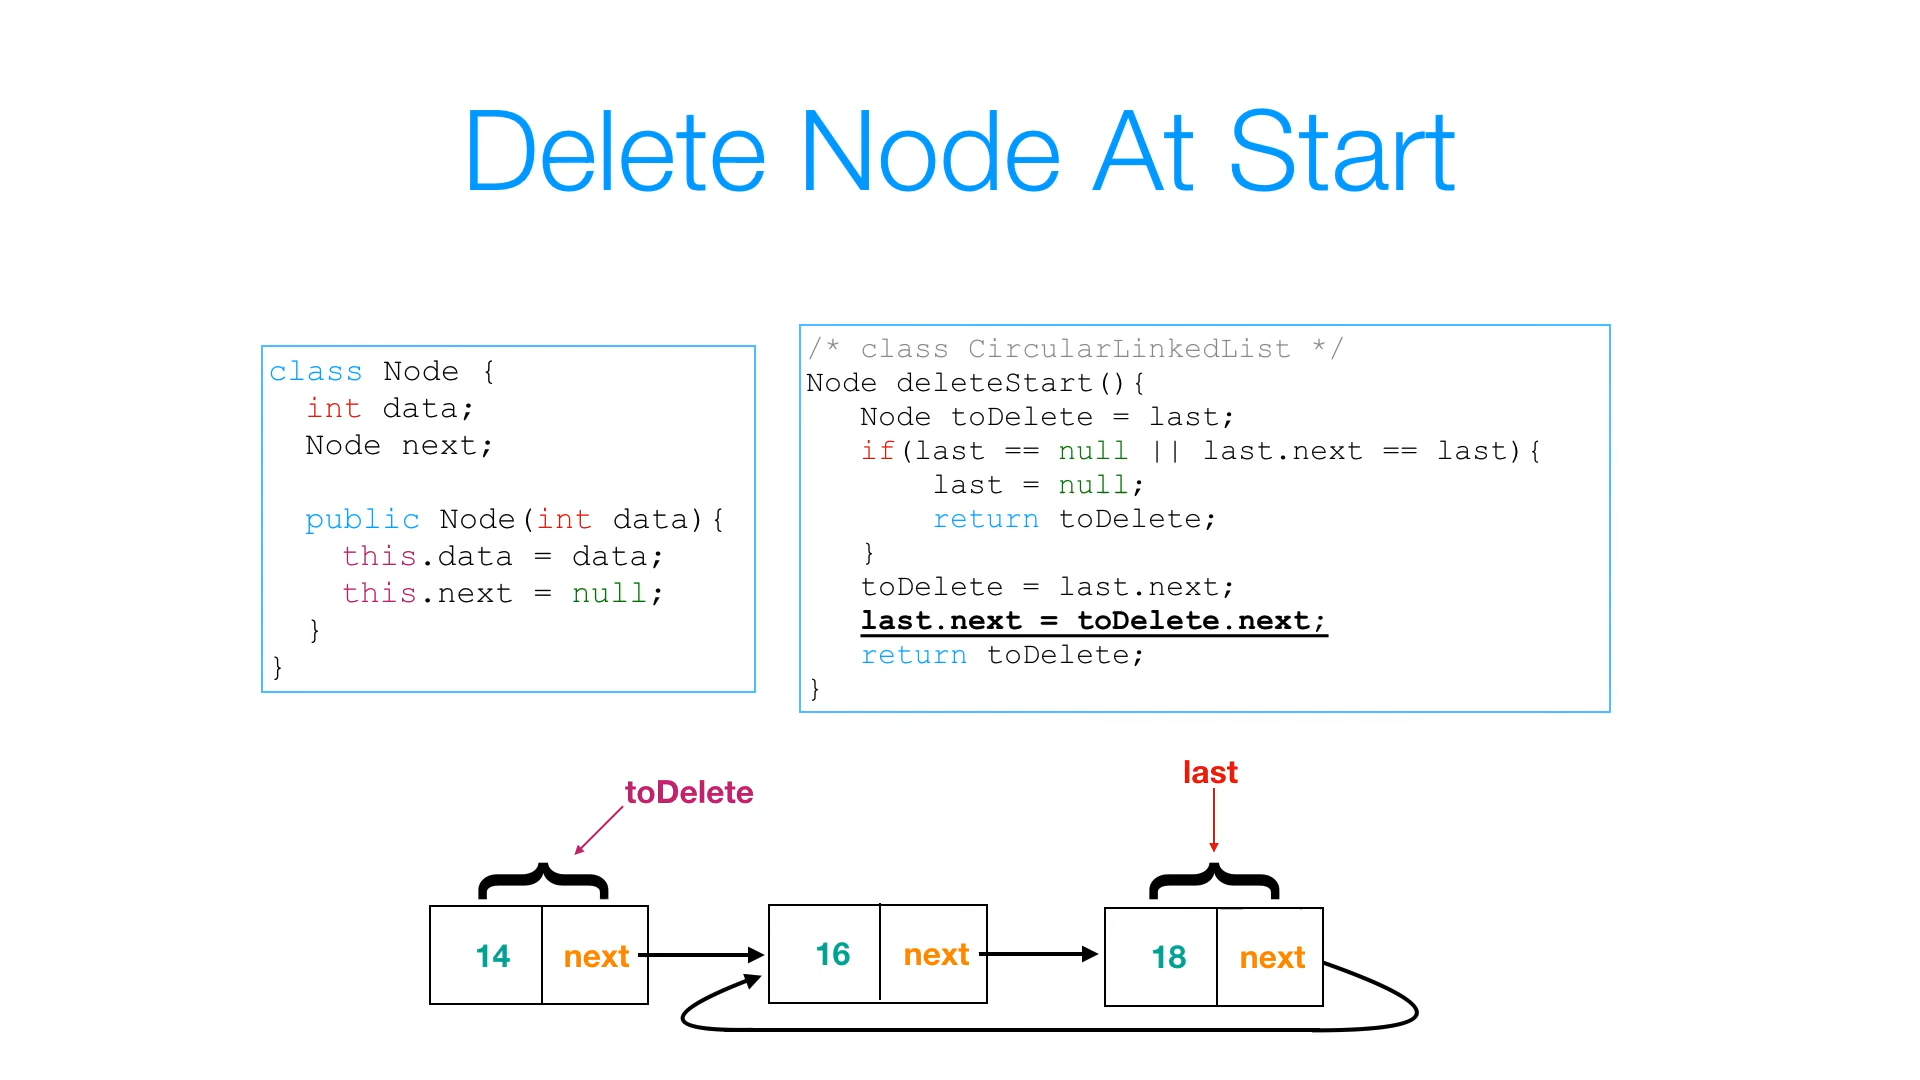 Delete Node At Start
class Node {
int data;
Node next;
public Node(int data){
this.data = data;
this.next = null;
}
}
/* class CircularLinkedList */
Node deleteStart(){
Node toDelete = last;
if(last == null || last.next == last){
last = null;
return toDelete;
}
toDelete = last.next;
last.next = toDelete.next;
return toDelete;
}
toDelete
last
14 next
16 next
18 next